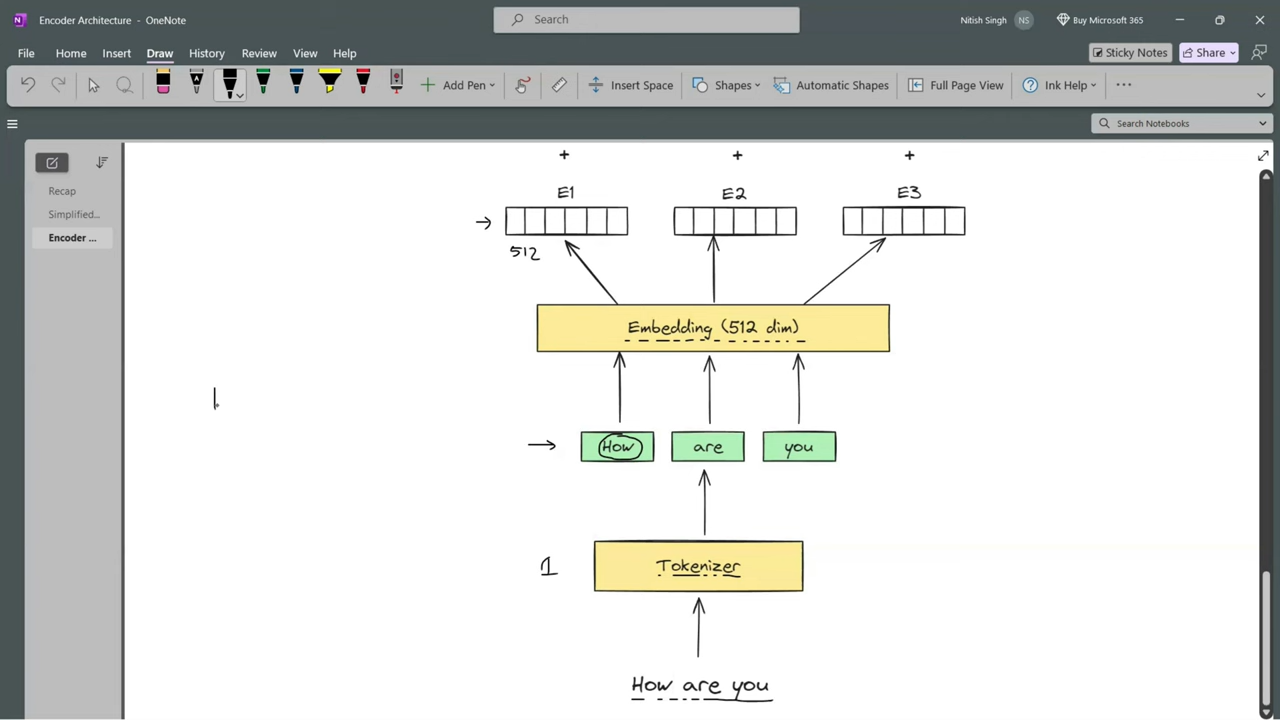 Encoder Architecture - OneNote
Search
Nitish Singh
NS
Buy Microsoft 365
File
Home
Insert
Draw
History
Review
View
Help
Sticky Notes
Share
Add Pen
Insert Space
Shapes
Automatic Shapes
Full Page View
Ink Help
Search Notebooks
Recap
Simplified...
Encoder ...
+ + +
E1 E2 E3
512
Embedding (512 dim)
How are you
1
Tokenizer
How are you